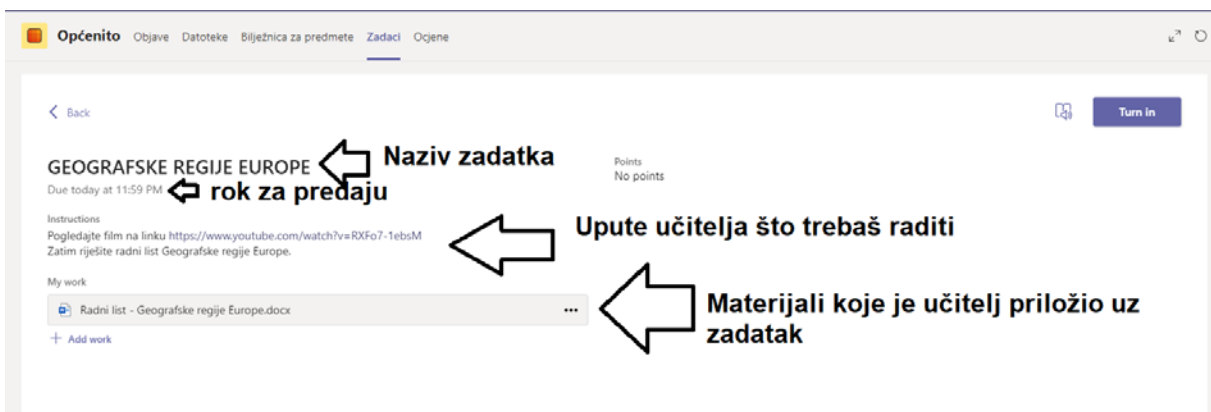 Općenito Objave Datoteke Bilježnica za predmete Zadaci Ocjene
Back
Turn in
GEOGRAFSKE REGIJE EUROPE
Naziv zadatka
Points
No points
Due today at 11:59 PM
rok za predaju
Instructions
Pogledajte film na linku https://www.youtube.com/watch?v=RXFo7-1ebsM
Zatim riješite radni list Geografske regije Europe.
Upute učitelja što trebaš raditi
My work
Radni list - Geografske regije Europe.docx
Materijali koje je učitelj priložio uz
zadatak
+ Add work